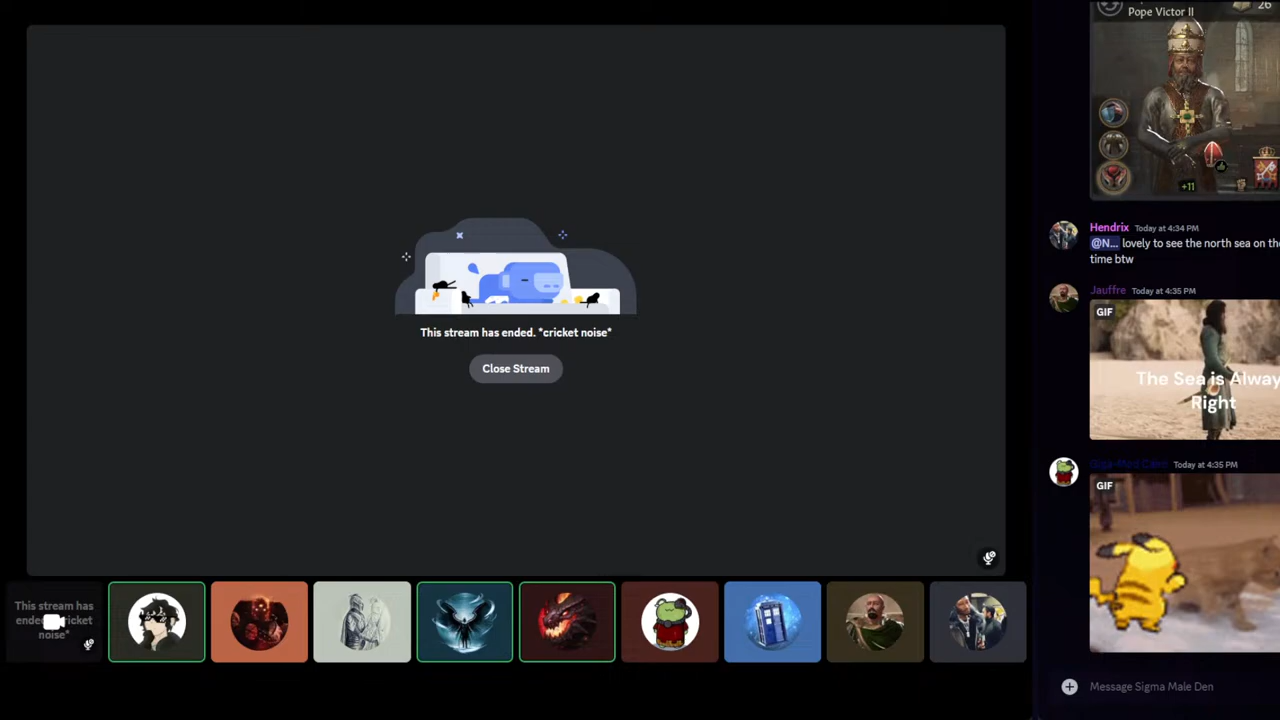 Pope Victor II
26
+11
Hendrix Today at 4:34 PM
@N... lovely to see the north sea on the
time btw
Jauffre Today at 4:35 PM
GIF
The Sea is Alway
Right
Today at 4:35 PM
GIF
Message Sigma Male Den
This stream has ended. *cricket noise*
Close Stream
This stream has
noise*